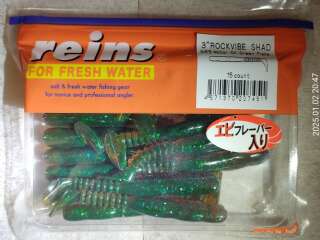 reins
FOR FRESH WATER
salt & fresh water fishing gear
for novice and professional angler
3"ROCKVIBE SHAD
15 count
エビフレーバー
入り
2025.01.02 20:47